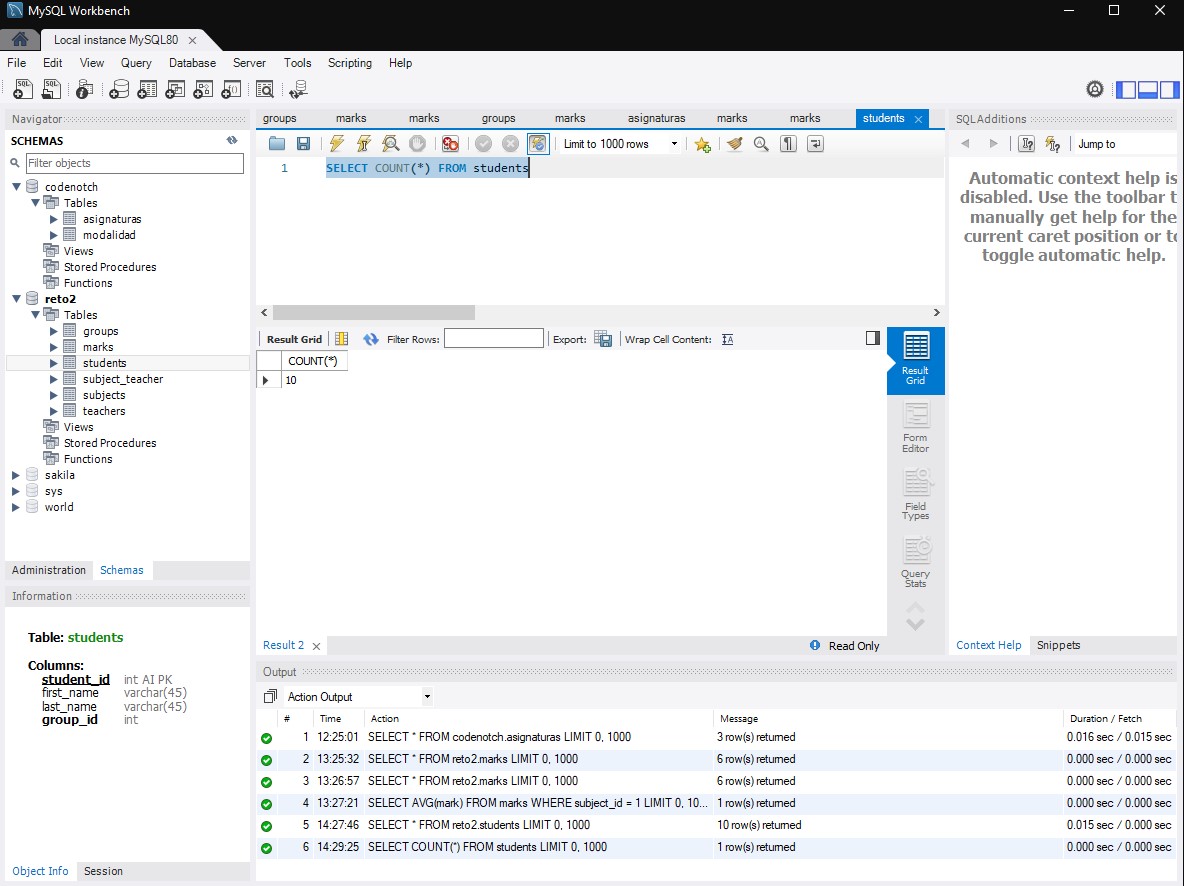 MySQL Workbench
Local instance MySQL80
File Edit View Query Database Server Tools Scripting Help
Navigator
SCHEMAS
Filter objects
codenotch
Tables
asignaturas
modalidad
Views
Stored Procedures
Functions
reto2
Tables
groups
marks
students
subject_teacher
subjects
teachers
Views
Stored Procedures
Functions
sakila
sys
world
Administration Schemas
Information
Table: students
Columns:
student_id int AI PK
first_name varchar(45)
last_name varchar(45)
group_id int
Object Info Session
groups marks marks groups marks asignaturas marks marks students
Limit to 1000 rows
1 SELECT COUNT(*) FROM students
Result Grid Filter Rows: Export: Wrap Cell Content:
COUNT(*)
10
Result
Grid
Form
Editor
Field
Types
Query
Stats
Result 2 Read Only
SQLAdditions
Jump to
Automatic context help is
disabled. Use the toolbar t
manually get help for the
current caret position or to
toggle automatic help.
Context Help Snippets
Output
Action Output
# Time Action Message Duration / Fetch
1 12:25:01 SELECT * FROM codenotch.asignaturas LIMIT 0, 1000 3 row(s) returned 0.016 sec / 0.015 sec
2 13:25:32 SELECT * FROM reto2.marks LIMIT 0, 1000 6 row(s) returned 0.000 sec / 0.000 sec
3 13:26:57 SELECT * FROM reto2.marks LIMIT 0, 1000 6 row(s) returned 0.000 sec / 0.000 sec
4 13:27:21 SELECT AVG(mark) FROM marks WHERE subject_id = 1 LIMIT 0, 10... 1 row(s) returned 0.000 sec / 0.000 sec
5 14:27:46 SELECT * FROM reto2.students LIMIT 0, 1000 10 row(s) returned 0.015 sec / 0.000 sec
6 14:29:25 SELECT COUNT(*) FROM students LIMIT 0, 1000 1 row(s) returned 0.000 sec / 0.000 sec